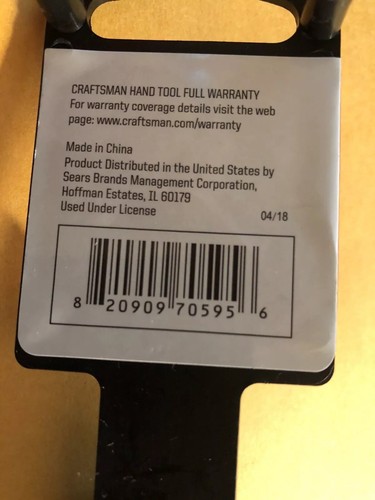 CRAFTSMAN HAND TOOL FULL WARRANTY
For warranty coverage details visit the web
page: www.craftsman.com/warranty
Made in China
Product Distributed in the United States by
Sears Brands Management Corporation,
Hoffman Estates, IL 60179
Used Under License 04/18
8 20909 70595 6